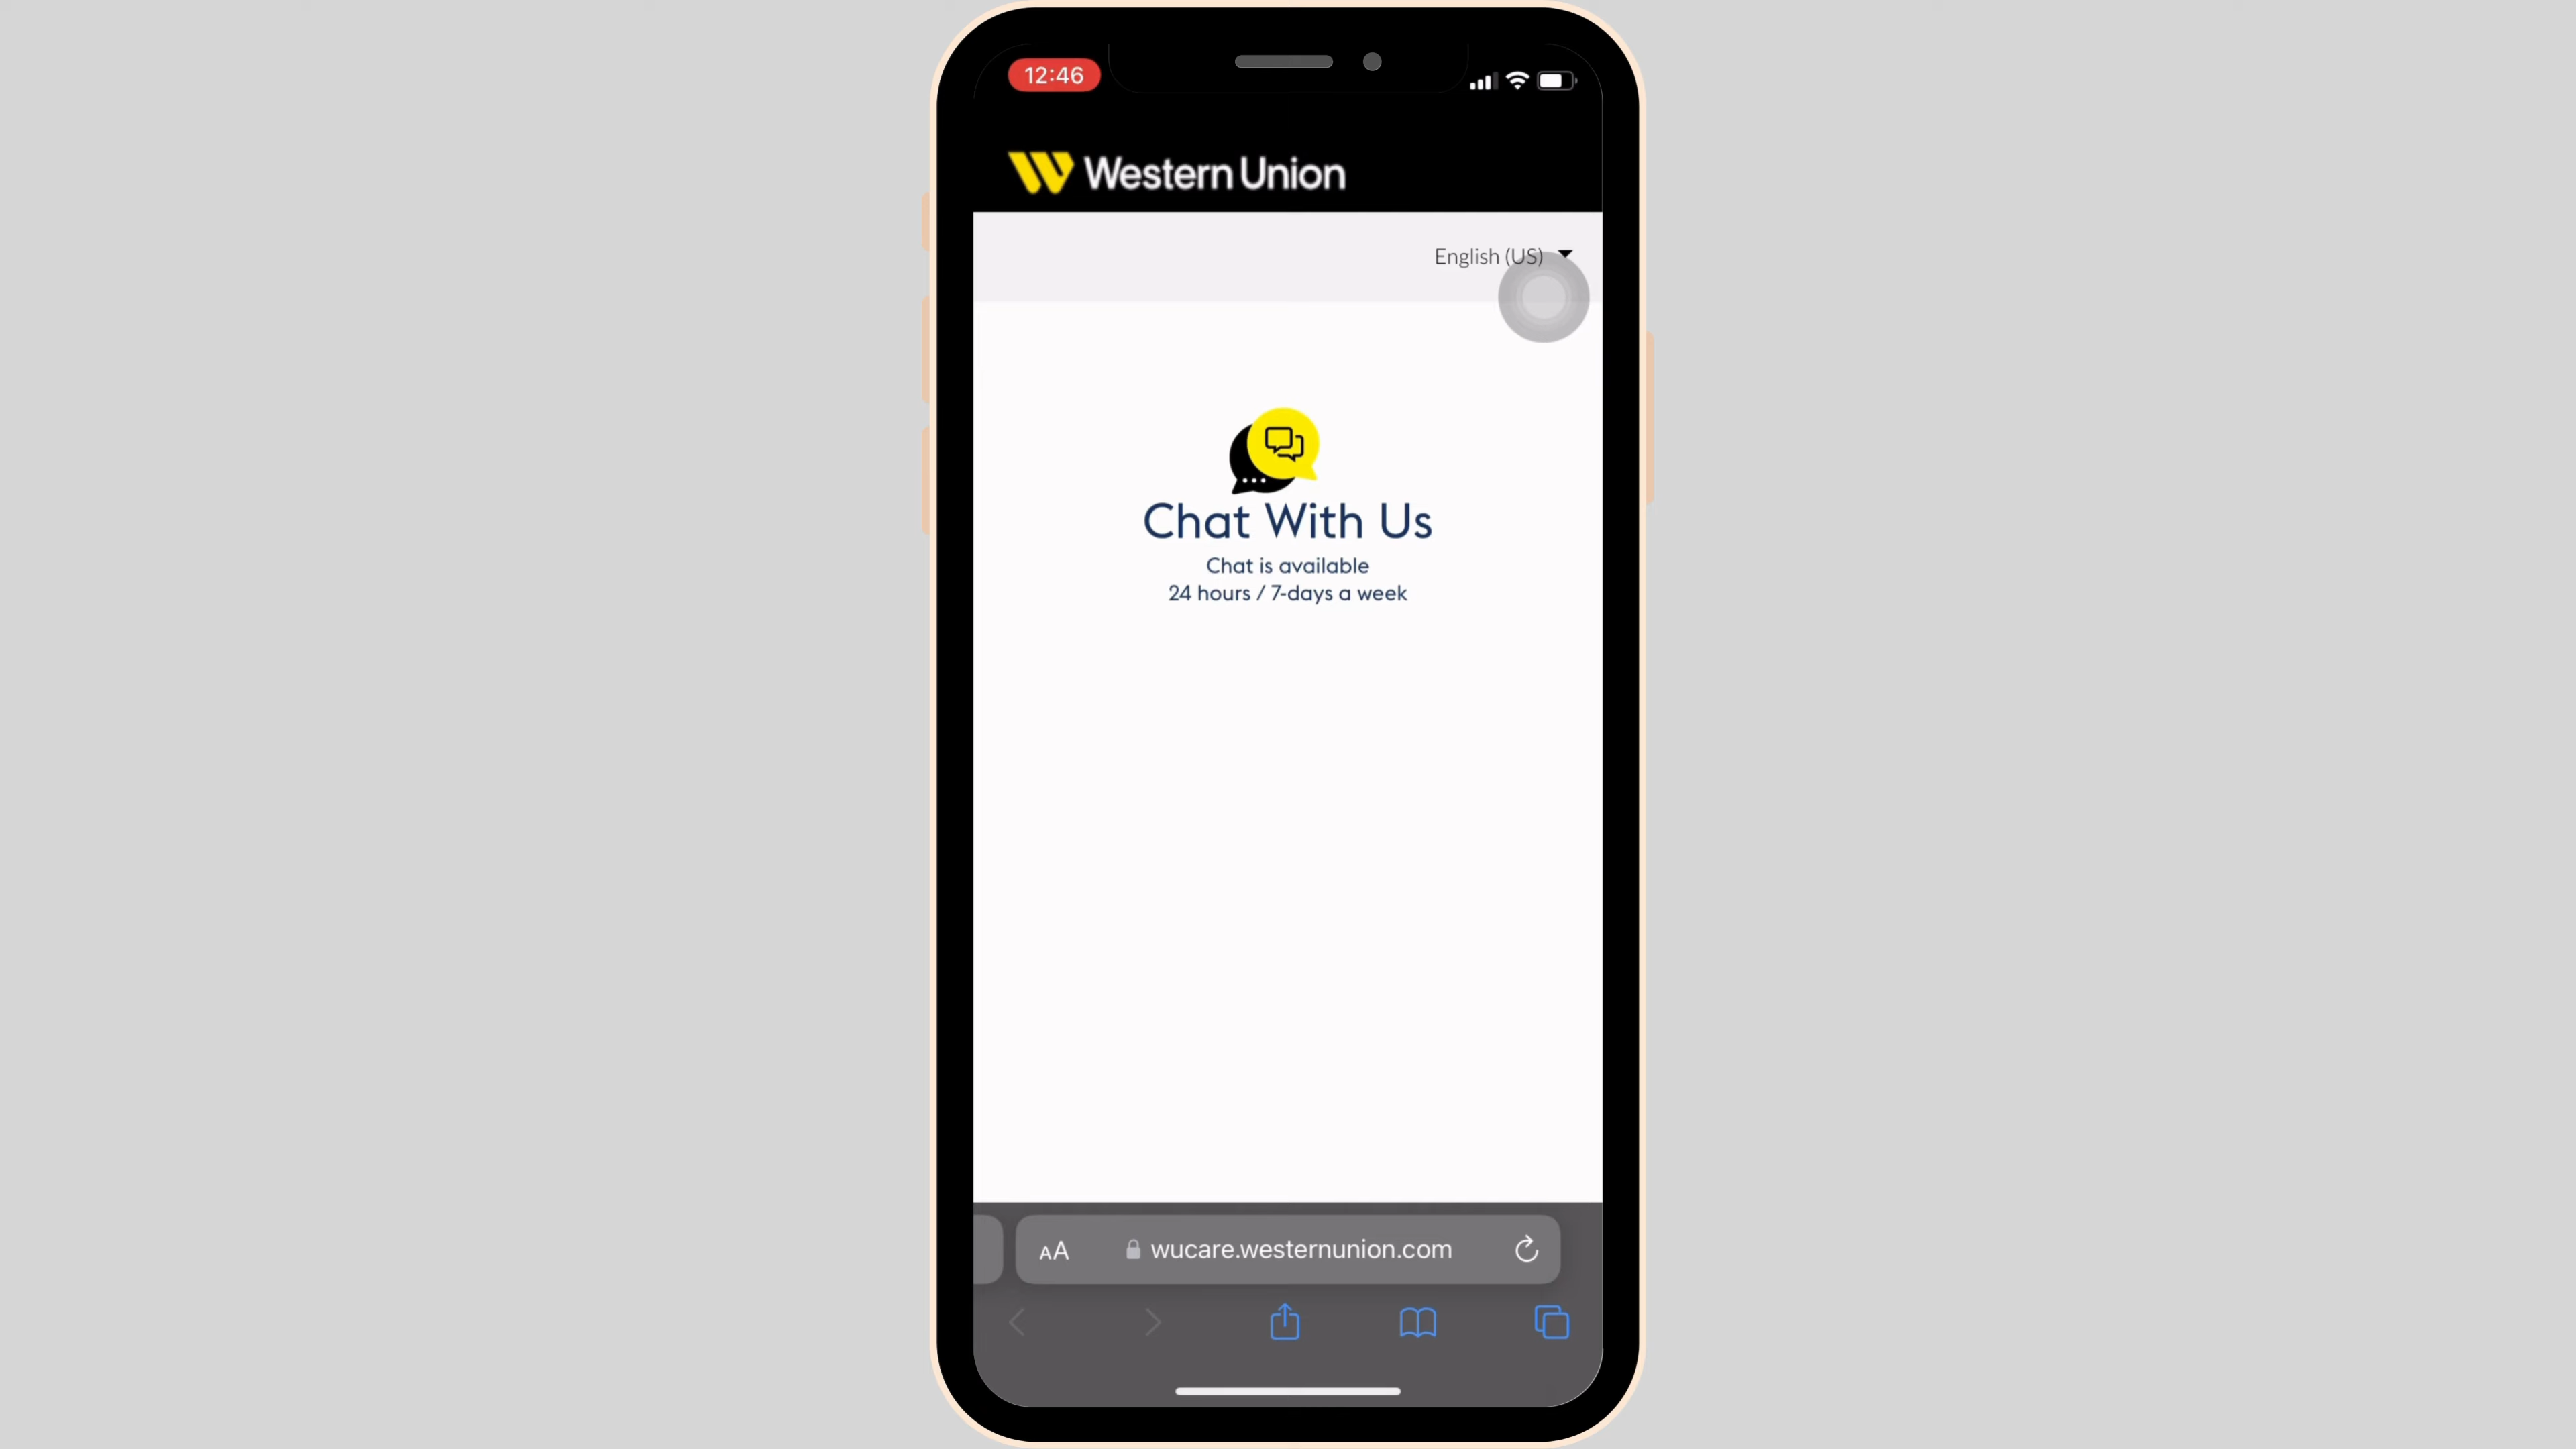 12:46
Western Union
English (US)
Chat With Us
Chat is available
24 hours / 7-days a week
AA wucare.westernunion.com